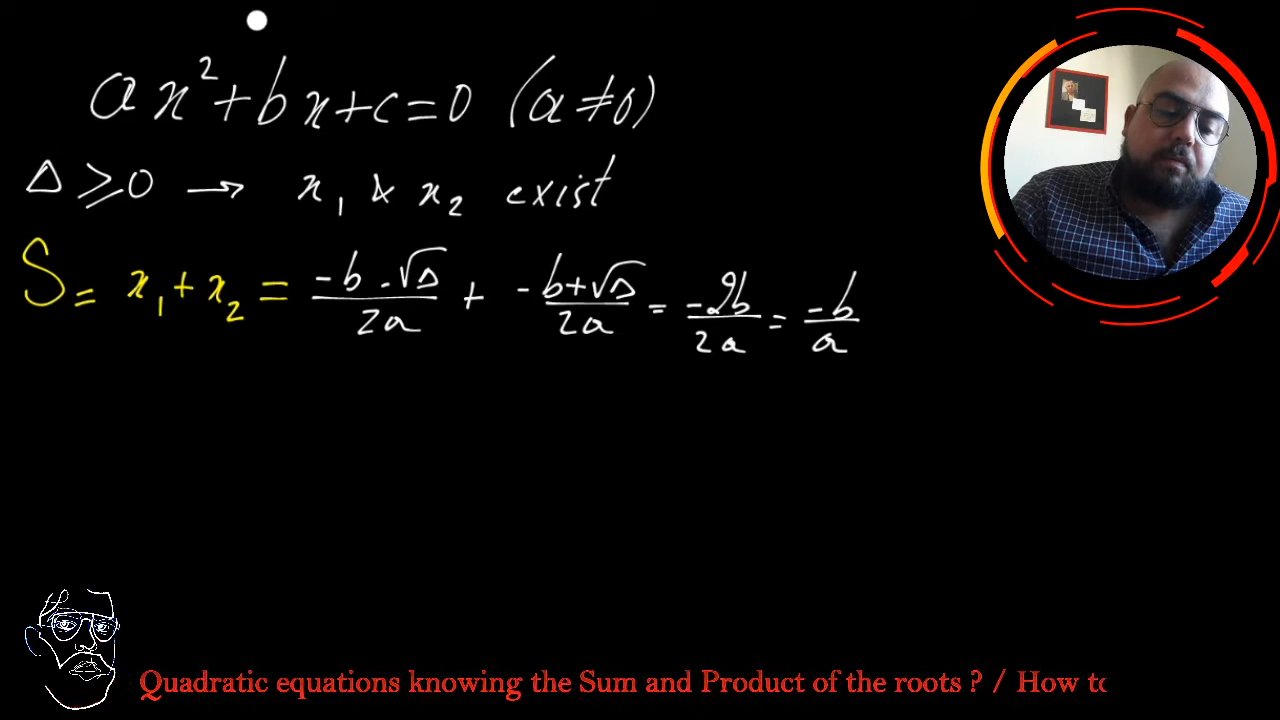 ax²+bx+c=0 (a≠0)
Δ⩾0 → x₁ & x₂ exist
S = x₁+x₂ = (-b-√Δ)/2a + (-b+√Δ)/2a = -2b/2a = -b/a
Quadratic equations knowing the Sum and Product of the roots ? / How to